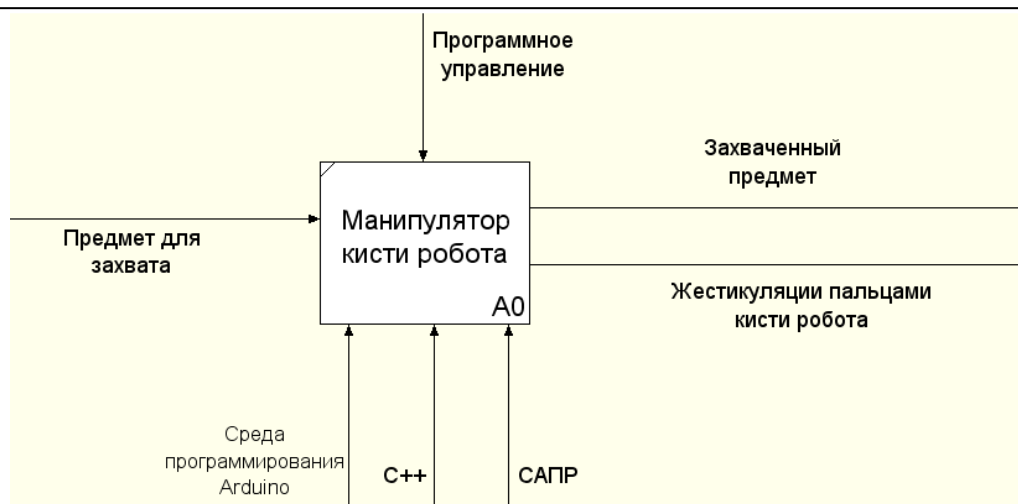 Программное
управление
Захваченный
предмет
Манипулятор
кисти робота
A0
Предмет для
захвата
Жестикуляции пальцами
кисти робота
Среда
программирования
Arduino
C++
САПР